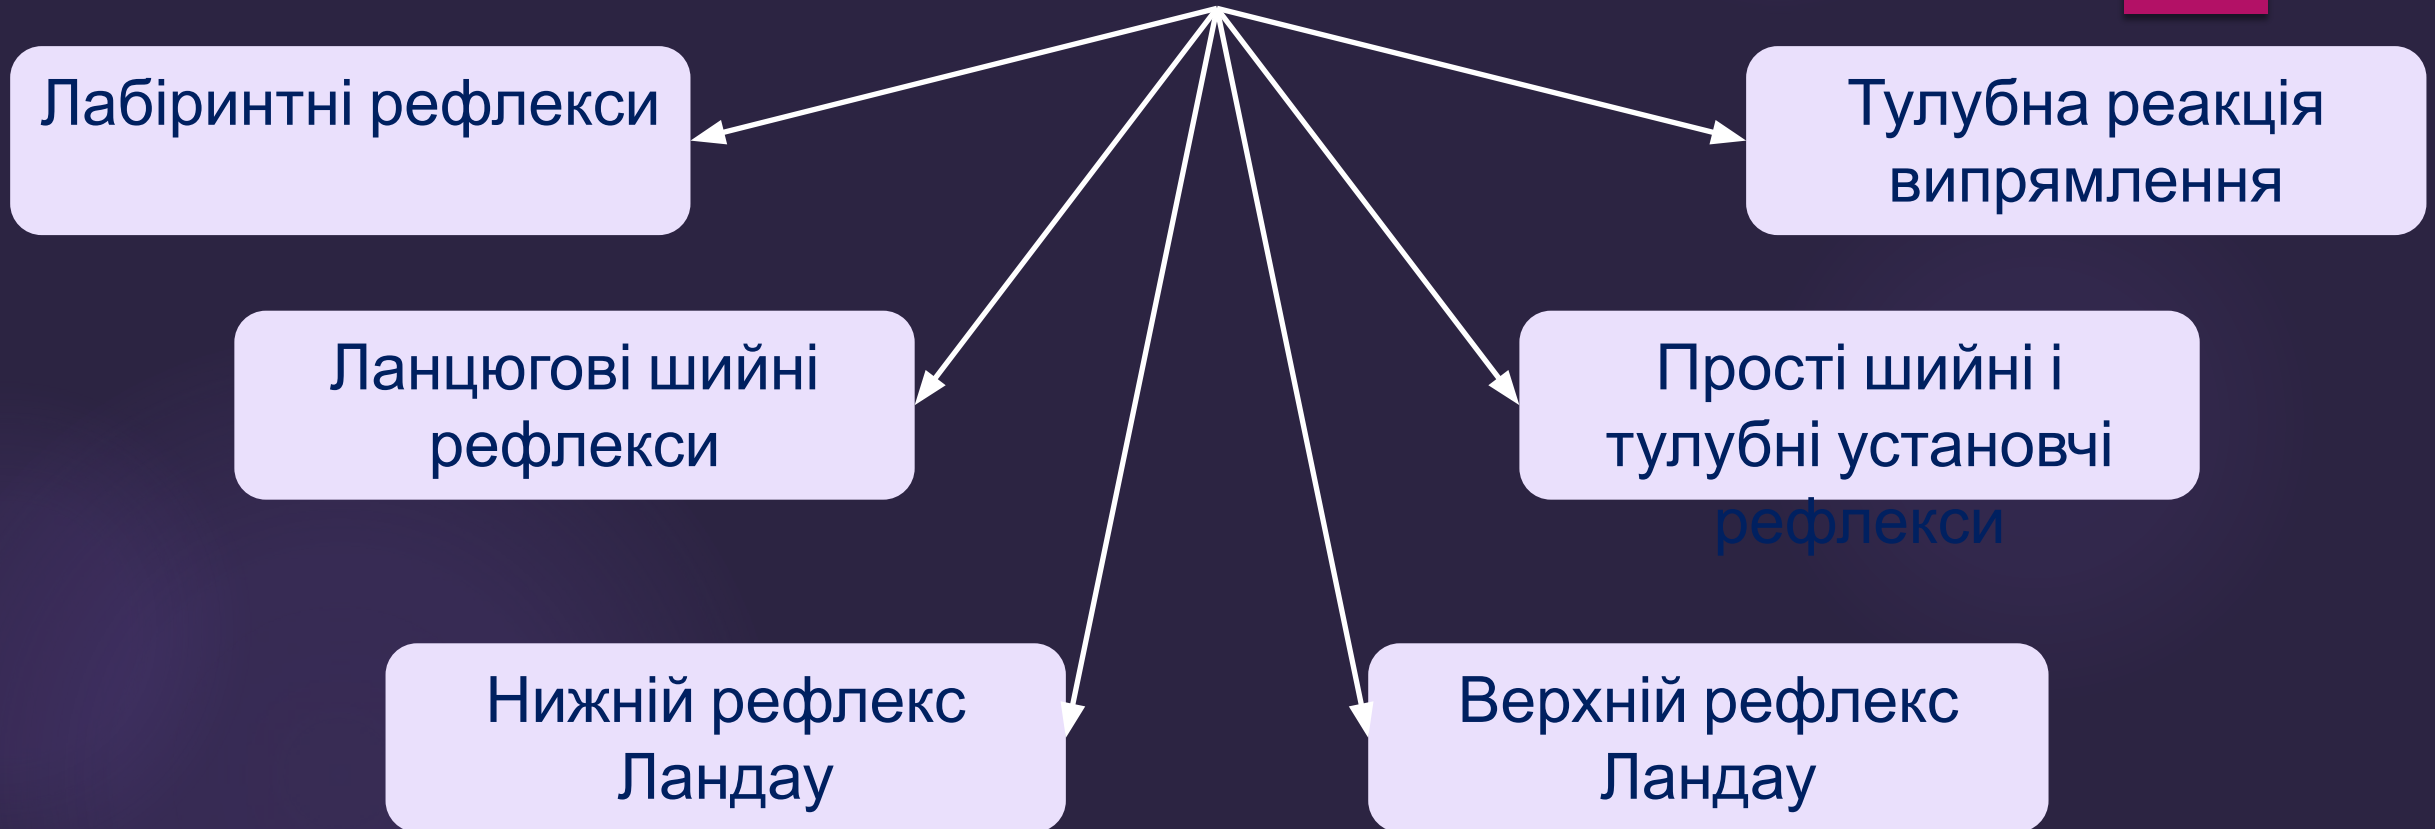 Лабіринтні рефлекси
Тулубна реакція
випрямлення
Ланцюгові шийні
рефлекси
Прості шийні і
тулубні установчі
рефлекси
Нижній рефлекс
Ландау
Верхній рефлекс
Ландау